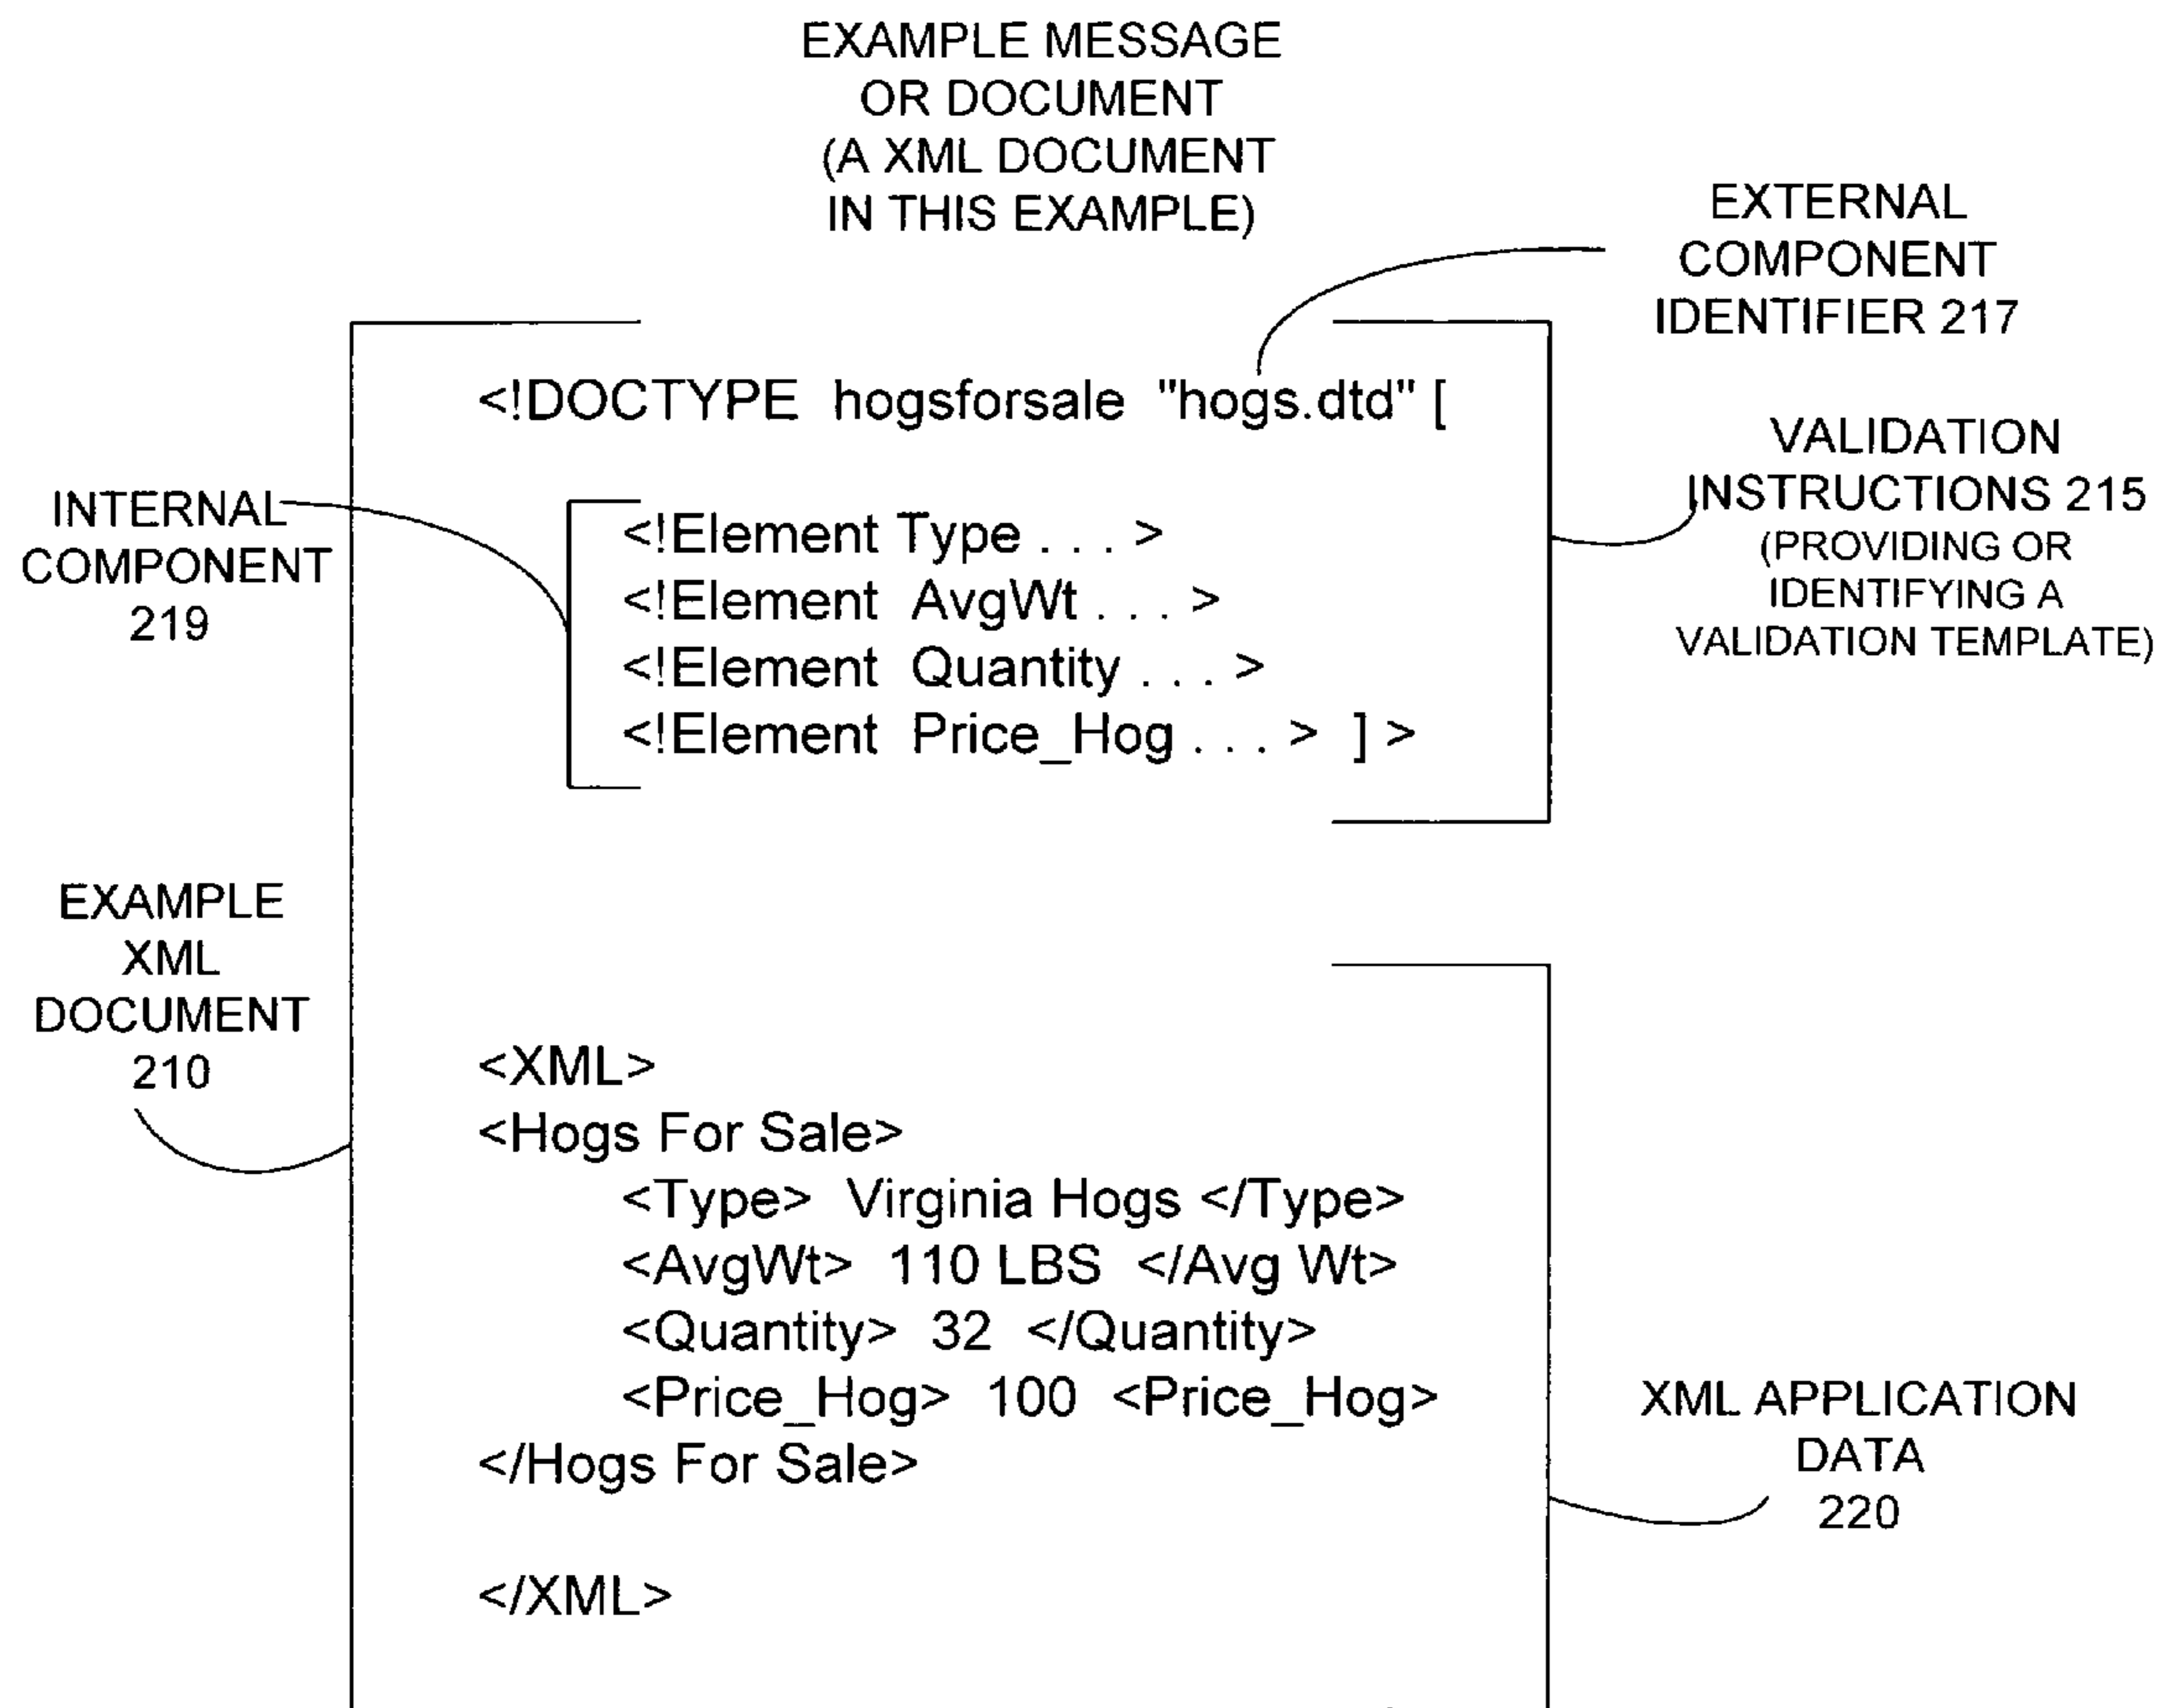 EXAMPLE MESSAGE
OR DOCUMENT
(A XML DOCUMENT
IN THIS EXAMPLE)
EXTERNAL
COMPONENT
IDENTIFIER 217
<!DOCTYPE hogsforsale "hogs.dtd" [
VALIDATION
INSTRUCTIONS 215
(PROVIDING OR
IDENTIFYING A
VALIDATION TEMPLATE)
INTERNAL
COMPONENT
219
<!Element Type . . . >
<!Element AvgWt . . . >
<!Element Quantity . . . >
<!Element Price_Hog . . . > ] >
EXAMPLE
XML
DOCUMENT
210
<XML>
<Hogs For Sale>
<Type> Virginia Hogs </Type>
<AvgWt> 110 LBS </Avg Wt>
<Quantity> 32 </Quantity>
<Price_Hog> 100 <Price_Hog>
</Hogs For Sale>
</XML>
XML APPLICATION
DATA
220